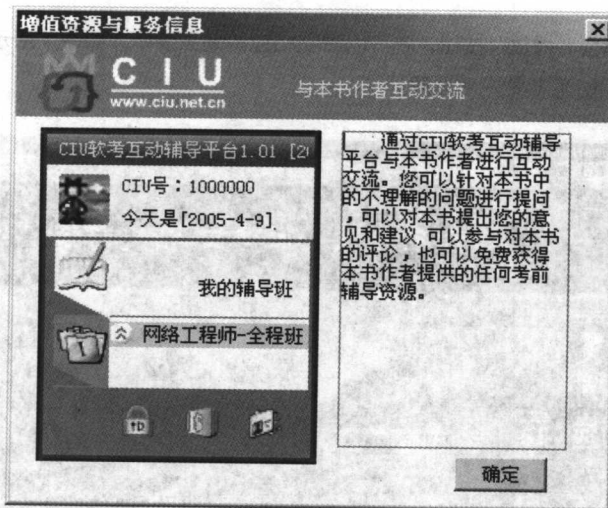 增值资源与服务信息
CIU
www.ciu.net.cn
与本书作者互动交流
CIU软考互动辅导平台1.01 [2
CIU号：1000000
今天是[2005-4-9]
我的辅导班
网络工程师-全程班
ID
通过CIU软考互动辅导
平台与本书作者进行互动
交流。您可以针对本书中
的不理解的问题进行提问
，可以对本书提出您的意
见和建议,可以参与对本书
的评论，也可以免费获得
本书作者提供的任何考前
辅导资源。
确定